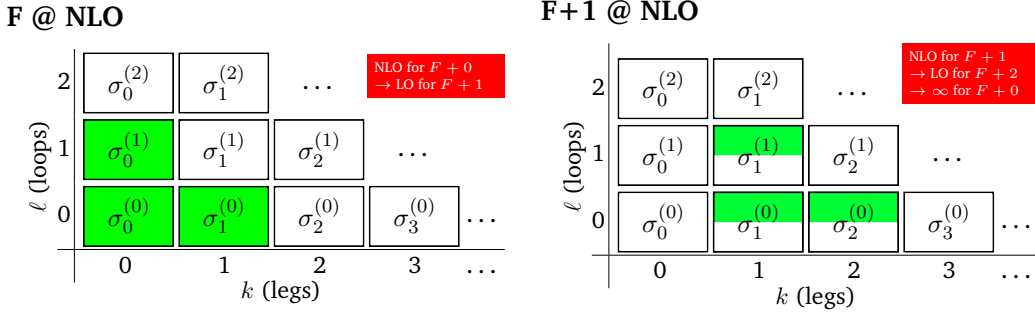 F @ NLO
2 σ_0^{(2)} σ_1^{(2)} …
NLO for F + 0
→ LO for F + 1
1 σ_0^{(1)} σ_1^{(1)} σ_2^{(1)} …
0 σ_0^{(0)} σ_1^{(0)} σ_2^{(0)} σ_3^{(0)} …
ℓ (loops)
0 1 2 3 …
k (legs)
F+1 @ NLO
2 σ_0^{(2)} σ_1^{(2)} …
NLO for F + 1
→ LO for F + 2
→ ∞ for F + 0
1 σ_0^{(1)} σ_1^{(1)} σ_2^{(1)} …
0 σ_0^{(0)} σ_1^{(0)} σ_2^{(0)} σ_3^{(0)} …
ℓ (loops)
0 1 2 3 …
k (legs)